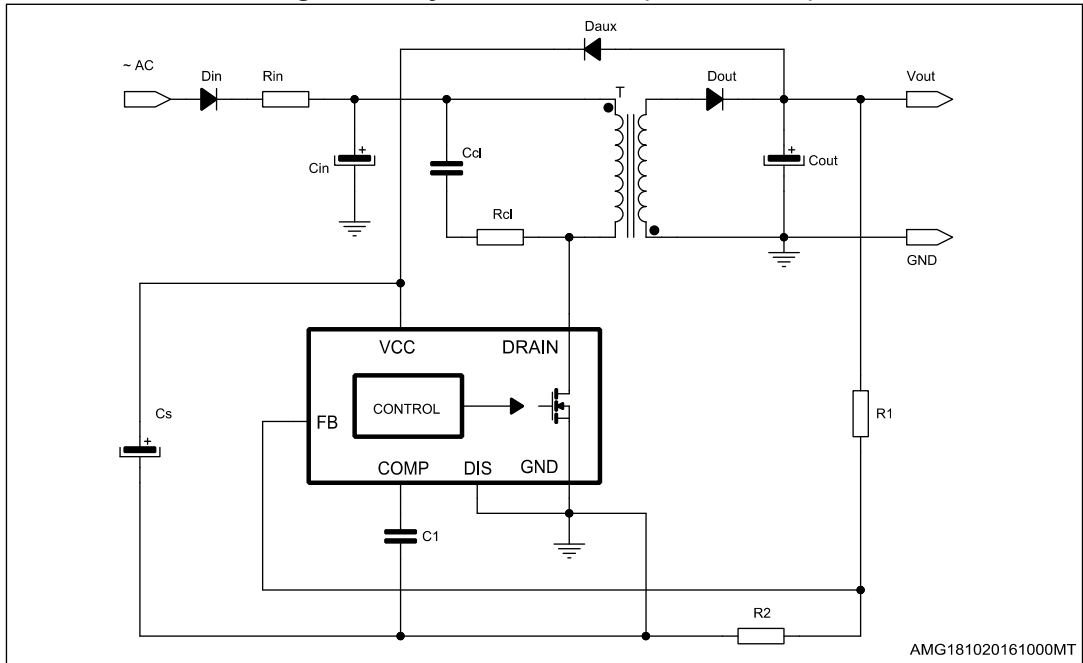 Daux
~ AC
Din
Rin
T
Dout
Vout
+
Cin
Ccl
+
Cout
Rcl
GND
VCC
DRAIN
CONTROL
FB
R1
Cs
+
COMP
DIS
GND
C1
R2
AMG181020161000MT